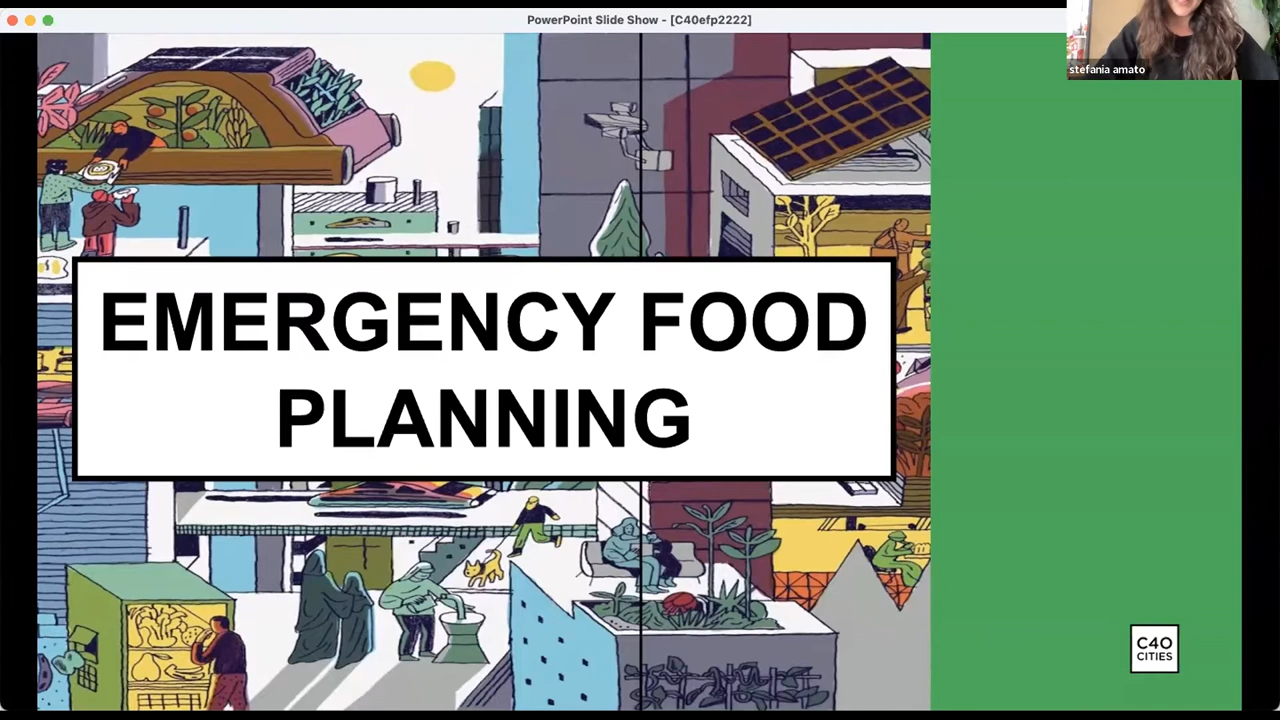 PowerPoint Slide Show - [C40efp2222]
stefania amato
EMERGENCY FOOD
PLANNING
C40
CITIES